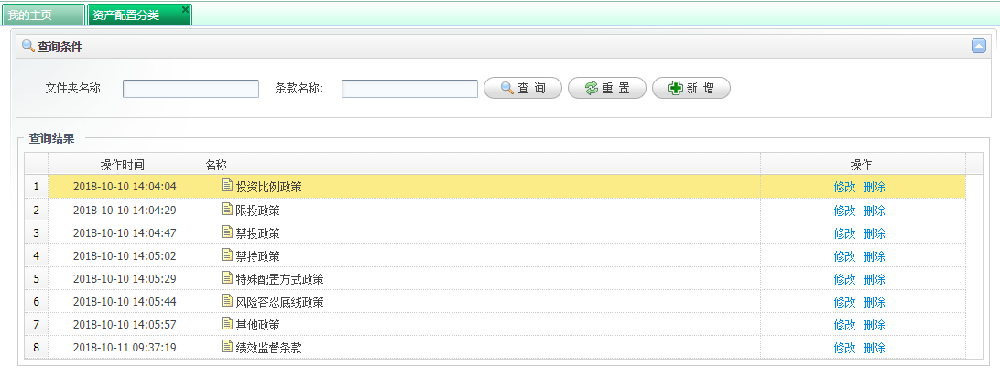 我的主页 资产配置分类
查询条件
文件夹名称: 条款名称: 查 询 重 置 新 增
查询结果
操作时间 名称 操作
1 2018-10-10 14:04:04 投资比例政策 修改 删除
2 2018-10-10 14:04:29 限投政策 修改 删除
3 2018-10-10 14:04:47 禁投政策 修改 删除
4 2018-10-10 14:05:02 禁持政策 修改 删除
5 2018-10-10 14:05:29 特殊配置方式政策 修改 删除
6 2018-10-10 14:05:44 风险容忍底线政策 修改 删除
7 2018-10-10 14:05:57 其他政策 修改 删除
8 2018-10-11 09:37:19 绩效监督条款 修改 删除